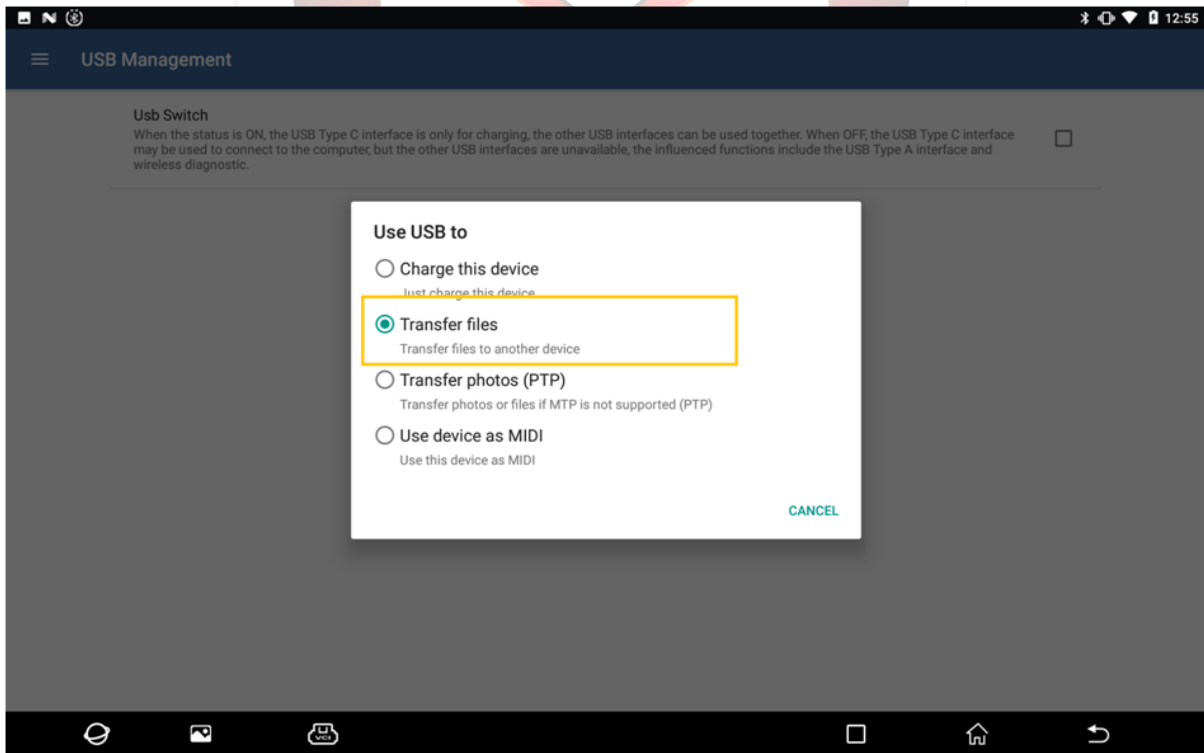 12:55
USB Management
Usb Switch
When the status is ON, the USB Type C interface is only for charging, the other USB interfaces can be used together. When OFF, the USB Type C interface
may be used to connect to the computer, but the other USB interfaces are unavailable, the influenced functions include the USB Type A interface and
wireless diagnostic.
Use USB to
Charge this device
Just charge this device
Transfer files
Transfer files to another device
Transfer photos (PTP)
Transfer photos or files if MTP is not supported (PTP)
Use device as MIDI
Use this device as MIDI
CANCEL
VCI